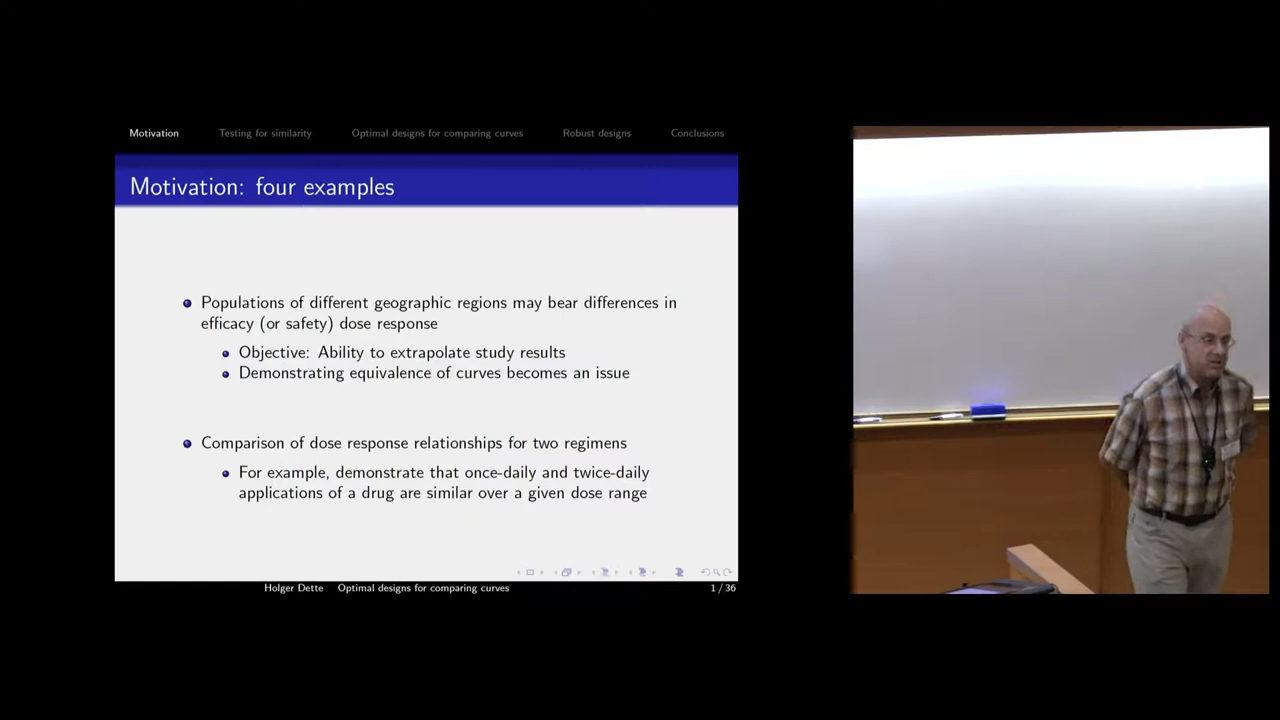 Motivation Testing for similarity Optimal designs for comparing curves Robust designs Conclusions
Motivation: four examples
Populations of different geographic regions may bear differences in
efficacy (or safety) dose response
Objective: Ability to extrapolate study results
Demonstrating equivalence of curves becomes an issue
Comparison of dose response relationships for two regimens
For example, demonstrate that once-daily and twice-daily
applications of a drug are similar over a given dose range
Holger Dette Optimal designs for comparing curves 1 / 36